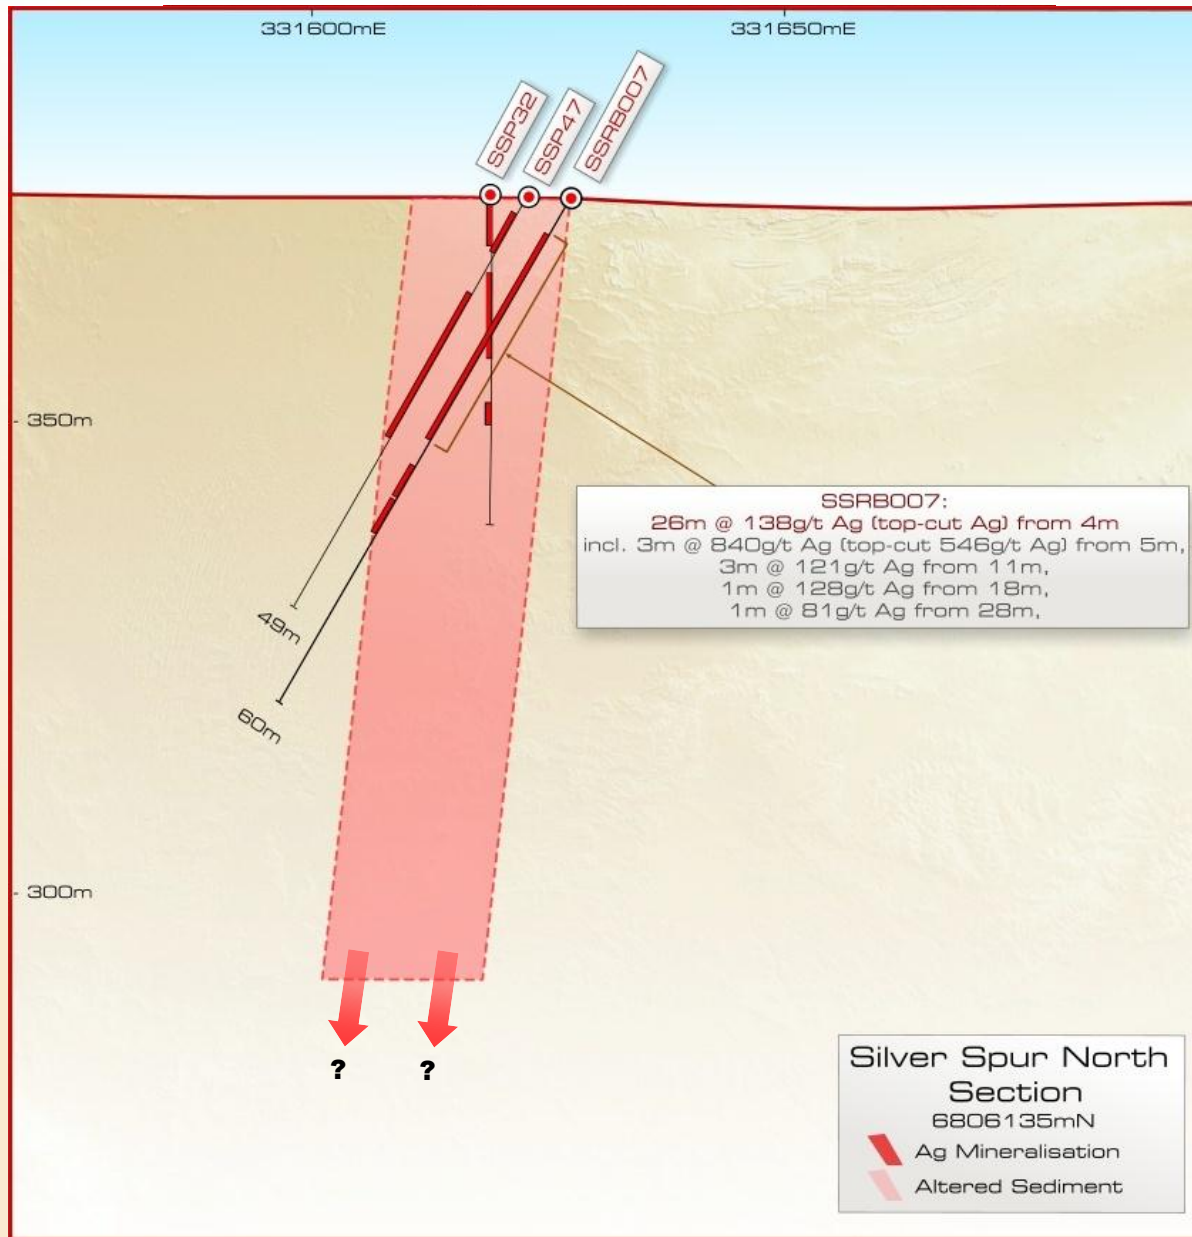 331600mE
331650mE
SSP32
SSP47
SSRB007
350m
SSRB007:
26m @ 138g/t Ag (top-cut Ag) from 4m
incl. 3m @ 840g/t Ag (top-cut 546g/t Ag) from 5m,
3m @ 121g/t Ag from 11m,
1m @ 128g/t Ag from 18m,
1m @ 81g/t Ag from 28m,
49m
60m
300m
?
?
Silver Spur North
Section
6806135mN
Ag Mineralisation
Altered Sediment